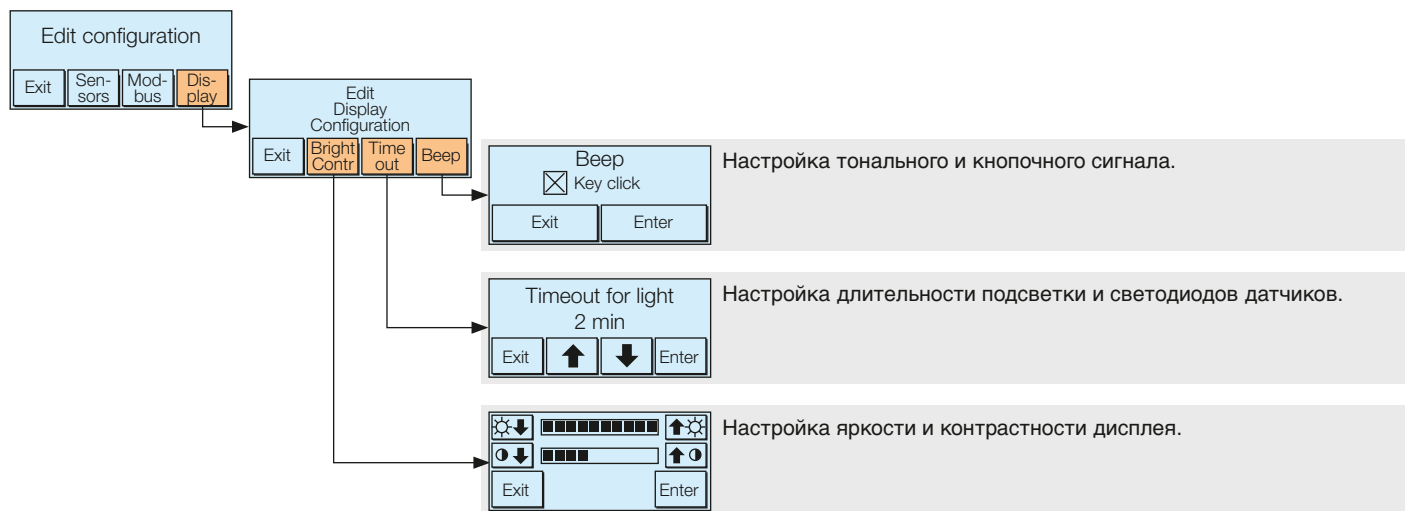 Edit configuration
Exit
Sen-
sors
Mod-
bus
Dis-
play
Edit
Display
Configuration
Exit
Bright
Contr
Time
out
Beep
Beep
Key click
Exit
Enter
Настройка тонального и кнопочного сигнала.
Timeout for light
2 min
Exit
Enter
Настройка длительности подсветки и светодиодов датчиков.
Exit
Enter
Настройка яркости и контрастности дисплея.